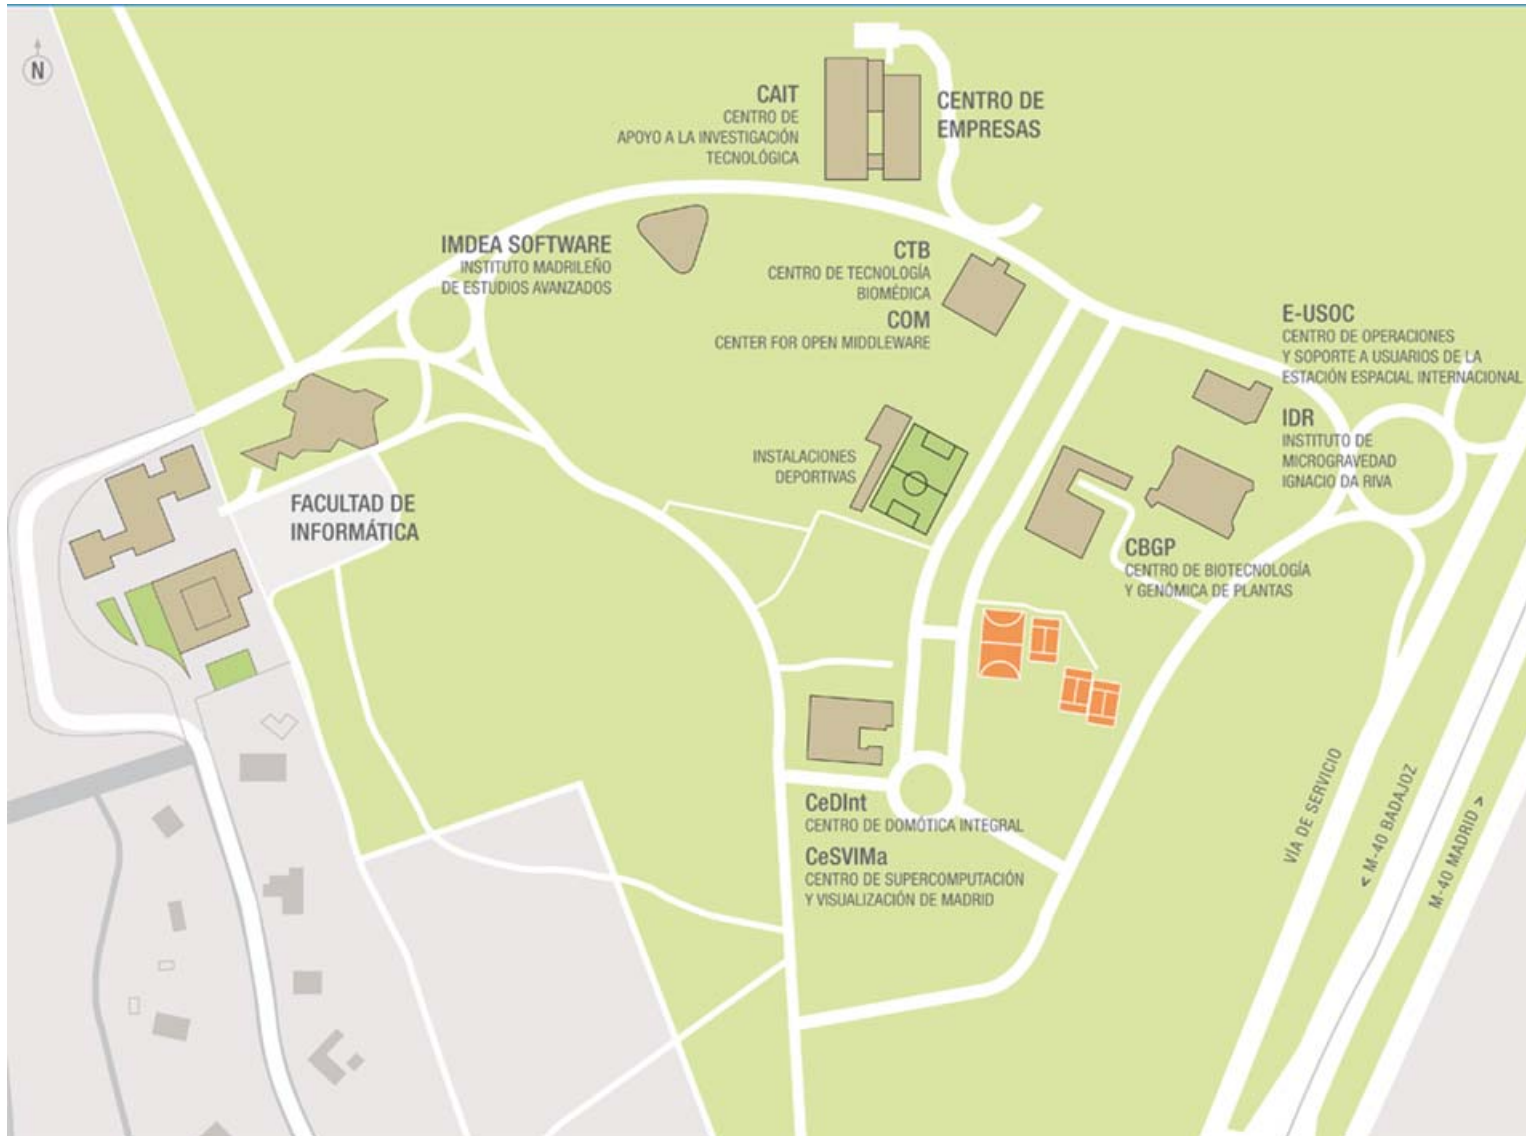 N
CAIT
CENTRO DE
APOYO A LA INVESTIGACIÓN
TECNOLÓGICA
CENTRO DE
EMPRESAS
IMDEA SOFTWARE
INSTITUTO MADRILEÑO
DE ESTUDIOS AVANZADOS
CTB
CENTRO DE TECNOLOGÍA
BIOMÉDICA
COM
CENTER FOR OPEN MIDDLEWARE
E-USOC
CENTRO DE OPERACIONES
Y SOPORTE A USUARIOS DE LA
ESTACIÓN ESPACIAL INTERNACIONAL
IDR
INSTITUTO DE
MICROGRAVEDAD
IGNACIO DA RIVA
INSTALACIONES
DEPORTIVAS
FACULTAD DE
INFORMÁTICA
CBGP
CENTRO DE BIOTECNOLOGÍA
Y GENÓMICA DE PLANTAS
CeDInt
CENTRO DE DOMÓTICA INTEGRAL
CeSVIMa
CENTRO DE SUPERCOMPUTACIÓN
Y VISUALIZACIÓN DE MADRID
VÍA DE SERVICIO
< M-40 BADAJOZ
M-40 MADRID >